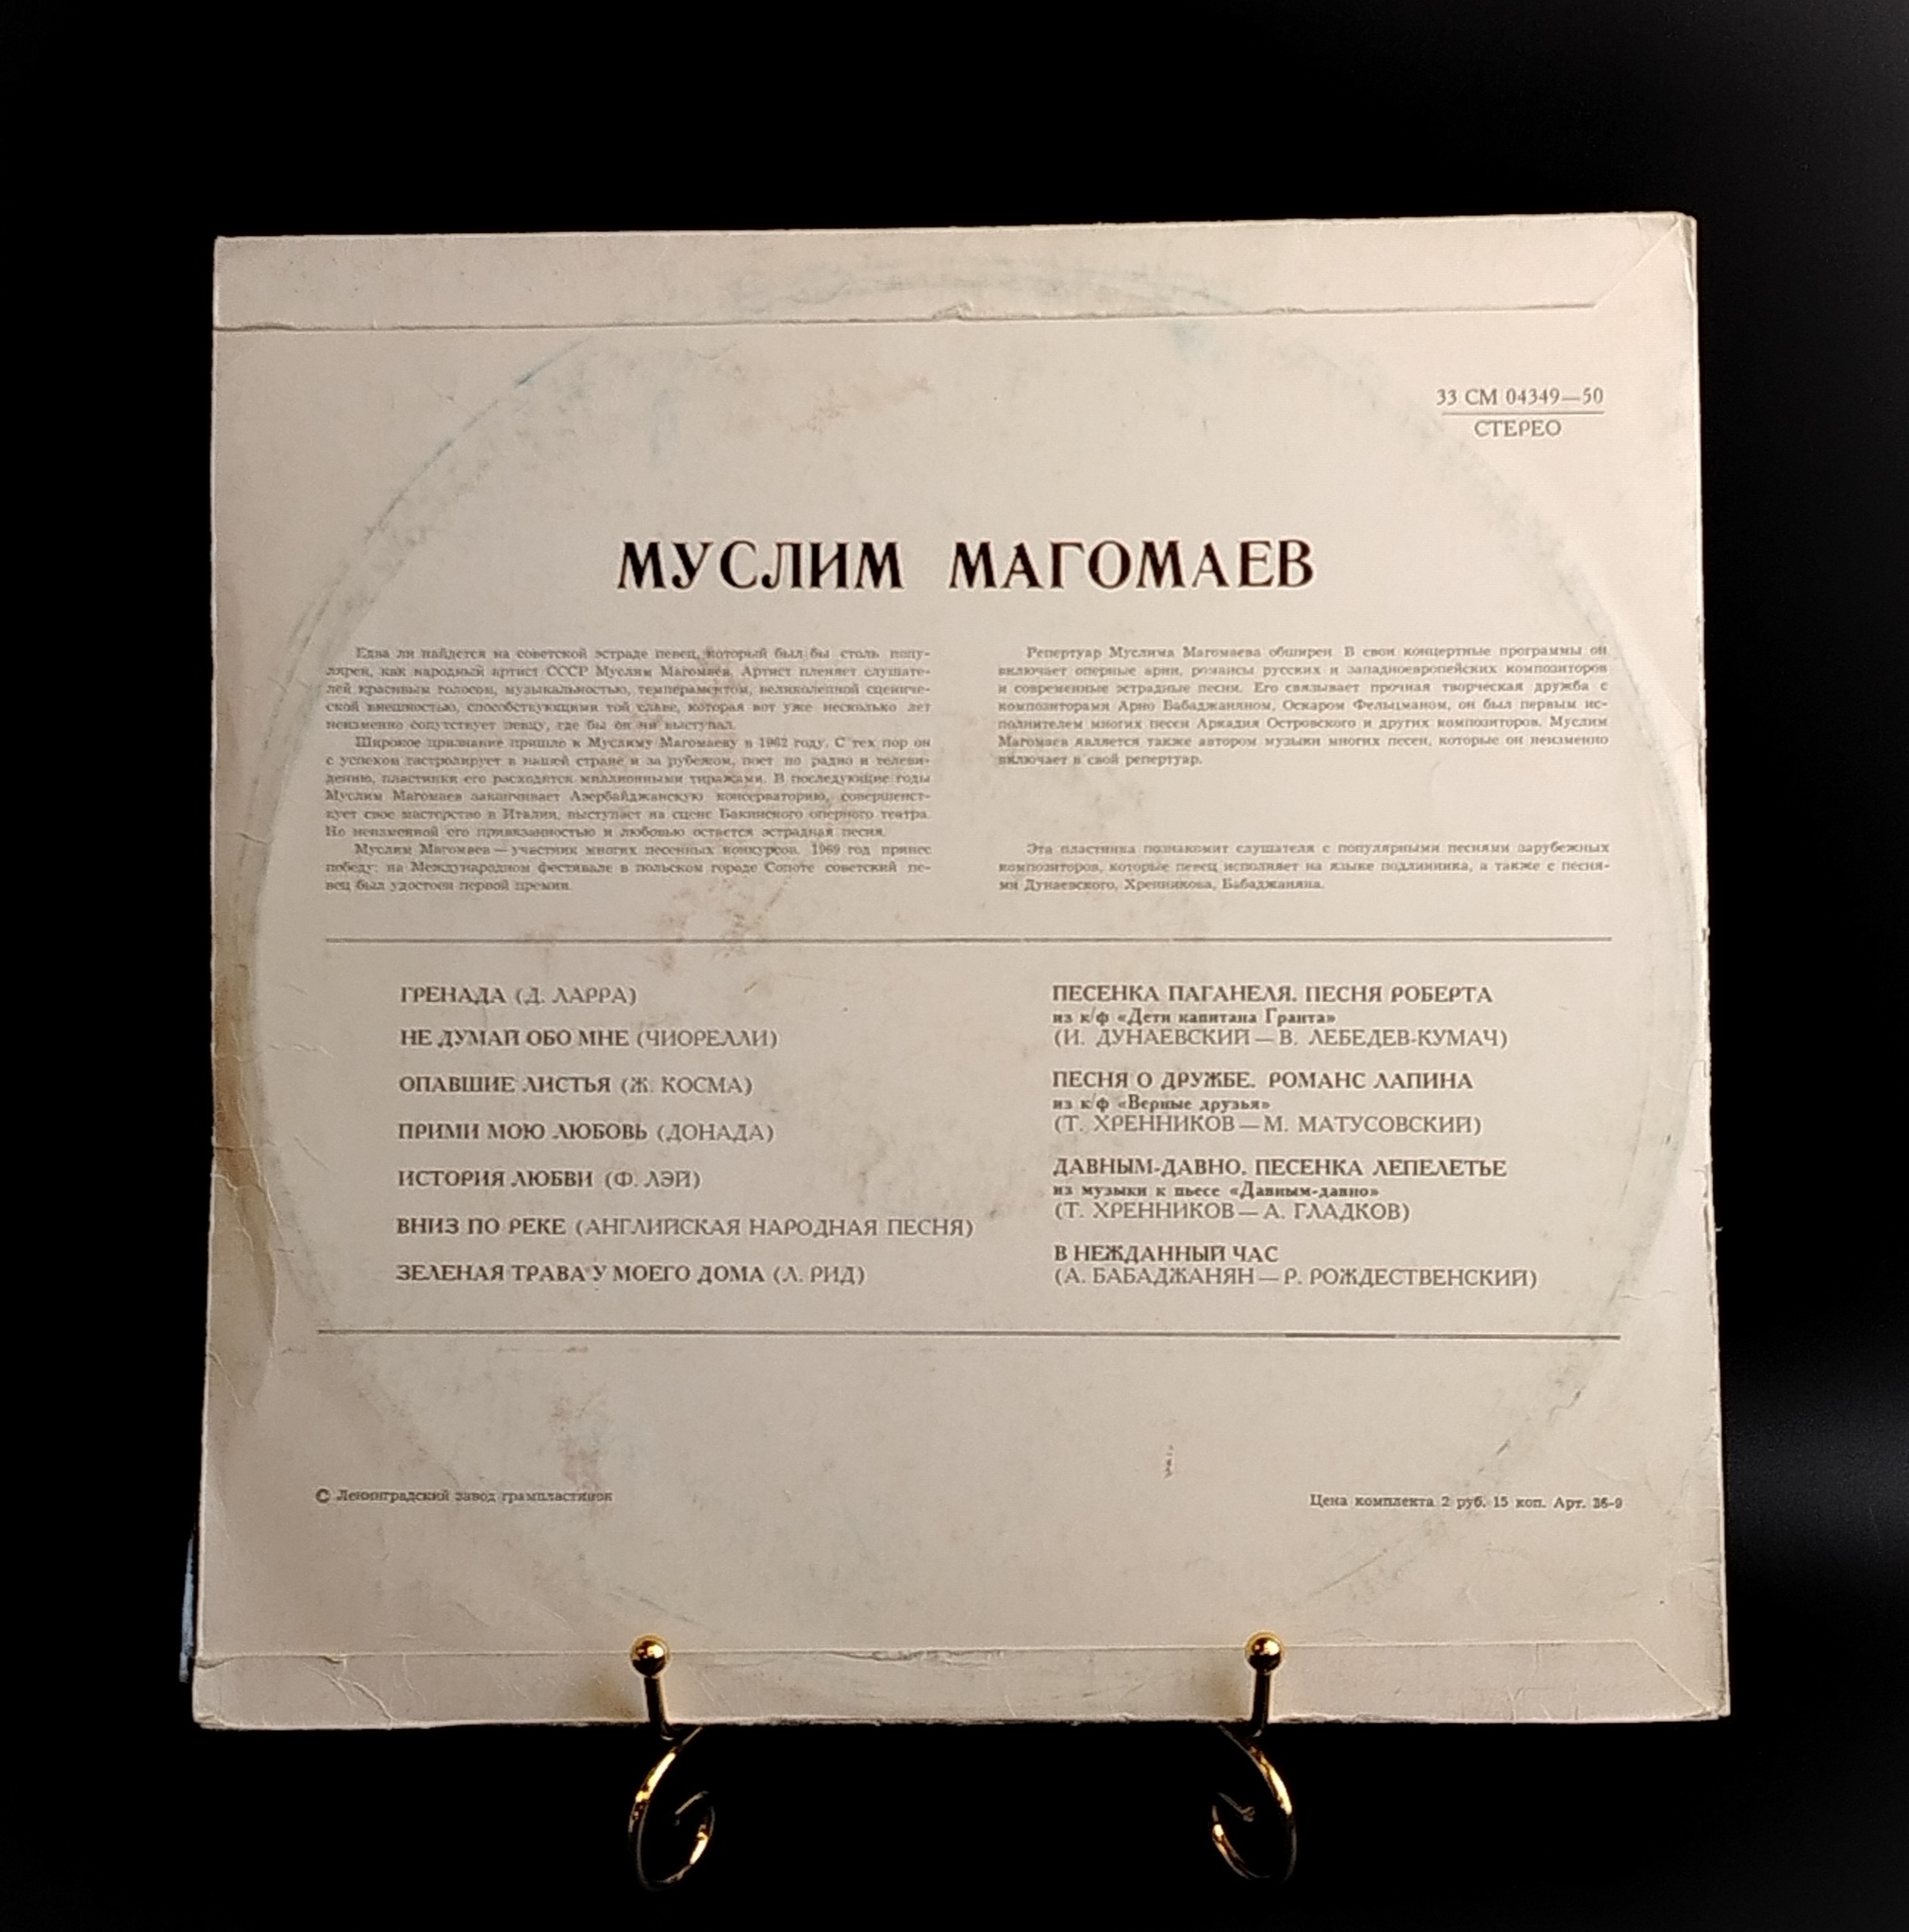 33 СМ 04349—50
СТЕРЕО
МУСЛИМ МАГОМАЕВ
Едва ли найдется на советской эстраде певец, который был бы столь попу-
лярен, как народный артист СССР Муслим Магомаев. Артист пленяет слушате-
лей красивым голосом, музыкальностью, темпераментом, великолепной сцениче-
ской внешностью, способствующими той славе, которая вот уже несколько лет
неизменно сопутствует певцу, где бы он ни выступал.
Широкое признание пришло к Муслиму Магомаеву в 1962 году. С тех пор он
с успехом гастролирует в нашей стране и за рубежом, поет по радио и телеви-
дению, пластинки его расходятся миллионными тиражами. В последующие годы
Муслим Магомаев заканчивает Азербайджанскую консерваторию, совершенст-
вует свое мастерство в Италии, выступает на сцене Бакинского оперного театра.
Но неизменной его привязанностью и любовью остается эстрадная песня.
Муслим Магомаев — участник многих песенных конкурсов. 1969 год принес
победу: на Международном фестивале в польском городе Сопоте советский пе-
вец был удостоен первой премии.
Репертуар Муслима Магомаева обширен. В свои концертные программы он
включает оперные арии, романсы русских и западноевропейских композиторов
и современные эстрадные песни. Его связывает прочная творческая дружба с
композиторами Арно Бабаджаняном, Оскаром Фельцманом, он был первым ис-
полнителем многих песен Аркадия Островского и других композиторов. Муслим
Магомаев является также автором музыки многих песен, которые он неизменно
включает в свой репертуар.
Эта пластинка познакомит слушателя с популярными песнями зарубежных
композиторов, которые певец исполняет на языке подлинника, а также с песня-
ми Дунаевского, Хренникова, Бабаджаняна.
ГРЕНАДА (Д. ЛАРРА)
НЕ ДУМАЙ ОБО МНЕ (ЧИОРЕЛЛИ)
ОПАВШИЕ ЛИСТЬЯ (Ж. КОСМА)
ПРИМИ МОЮ ЛЮБОВЬ (ДОНАДА)
ИСТОРИЯ ЛЮБВИ (Ф. ЛЭЙ)
ВНИЗ ПО РЕКЕ (АНГЛИЙСКАЯ НАРОДНАЯ ПЕСНЯ)
ЗЕЛЕНАЯ ТРАВА У МОЕГО ДОМА (Л. РИД)
ПЕСЕНКА ПАГАНЕЛЯ. ПЕСНЯ РОБЕРТА
из к/ф «Дети капитана Гранта»
(И. ДУНАЕВСКИЙ — В. ЛЕБЕДЕВ-КУМАЧ)
ПЕСНЯ О ДРУЖБЕ. РОМАНС ЛАПИНА
из к/ф «Верные друзья»
(Т. ХРЕННИКОВ — М. МАТУСОВСКИЙ)
ДАВНЫМ-ДАВНО. ПЕСЕНКА ЛЕПЕЛЕТЬЕ
из музыки к пьесе «Давным-давно»
(Т. ХРЕННИКОВ — А. ГЛАДКОВ)
В НЕЖДАННЫЙ ЧАС
(А. БАБАДЖАНЯН — Р. РОЖДЕСТВЕНСКИЙ)
© Ленинградский завод грампластинок
Цена комплекта 2 руб. 15 коп. Арт. 36-9